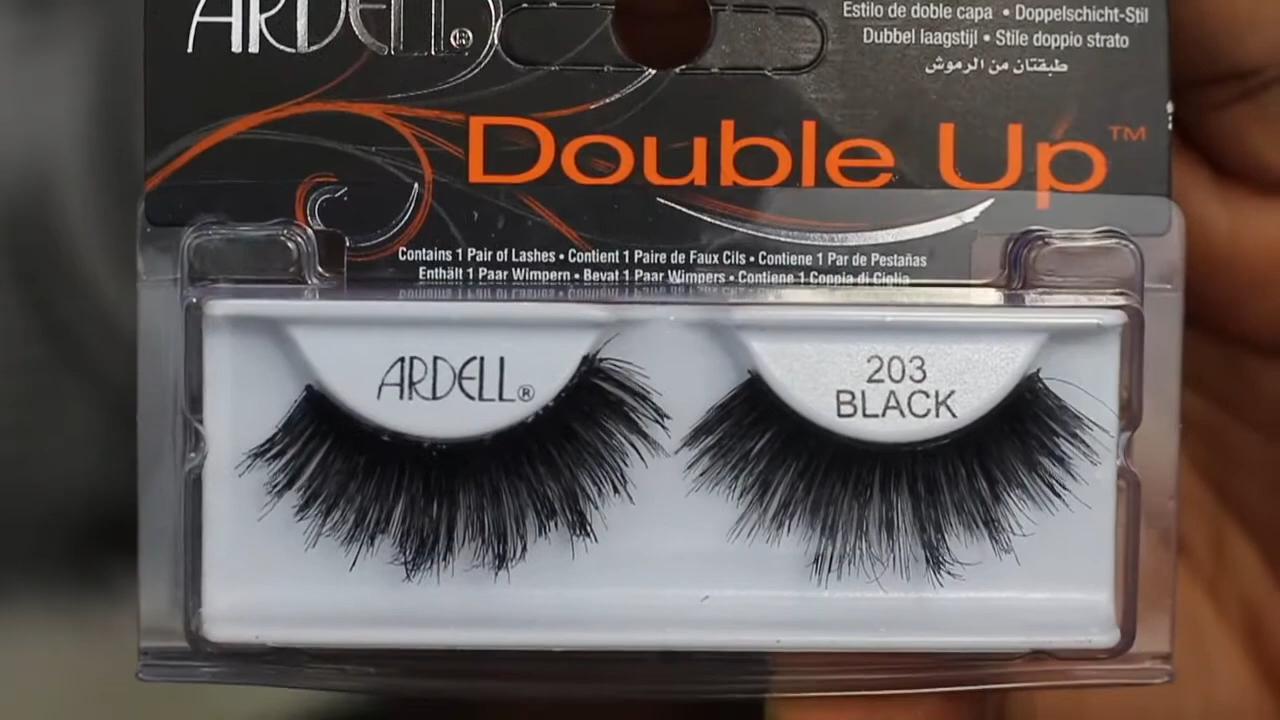 ARDELL®
Estilo de doble capa • Doppelschicht-Stil
Dubbel laagstijl • Stile doppio strato
طبقتان من الرموش
Double Up™
Contains 1 Pair of Lashes • Contient 1 Paire de Faux Cils • Contiene 1 Par de Pestañas
Enthält 1 Paar Wimpern • Bevat 1 Paar Wimpers • Contiene 1 Coppia di Ciglia
ARDELL®
203
BLACK